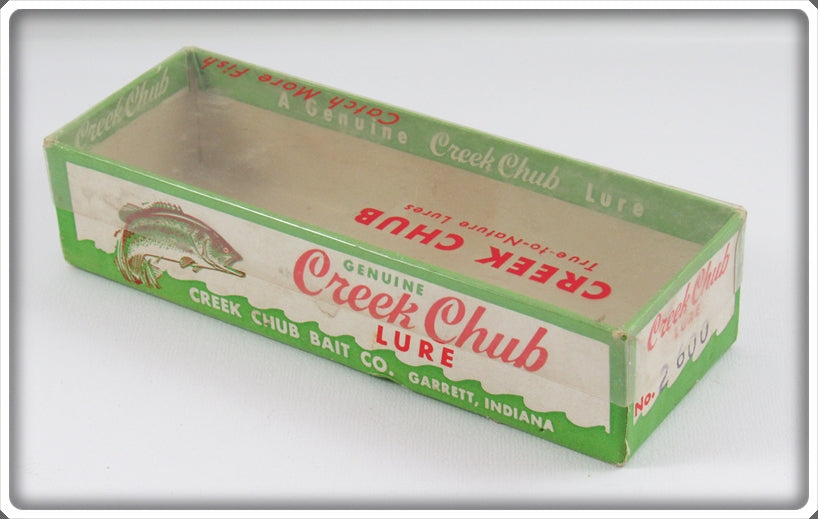 Creek Chub
Catch More Fish
A Genuine Creek Chub Lure
CREEK CHUB
True-to-Nature Lures
GENUINE
Creek Chub
LURE
CREEK CHUB BAIT CO. GARRETT, INDIANA
Creek Chub
LURE
No. 2600